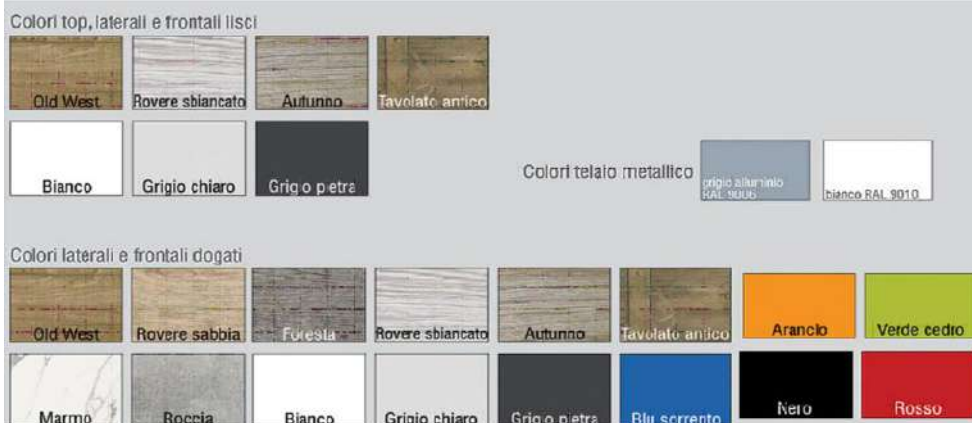 Colori top, laterali e frontali lisci
Old West
Rovere sbiancato
Autunno
Tavolato antico
Bianco
Grigio chiaro
Grigio pietra
Colori telaio metallico
grigio alluminio
RAL 9006
bianco RAL 9010
Colori laterali e frontali dogati
Old West
Rovere sabbia
Foresta
Rovere sbiancato
Autunno
Tavolato antico
Arancio
Verde cedro
Marmo
Roccia
Bianco
Grigio chiaro
Grigio pietra
Blu sorrento
Nero
Rosso